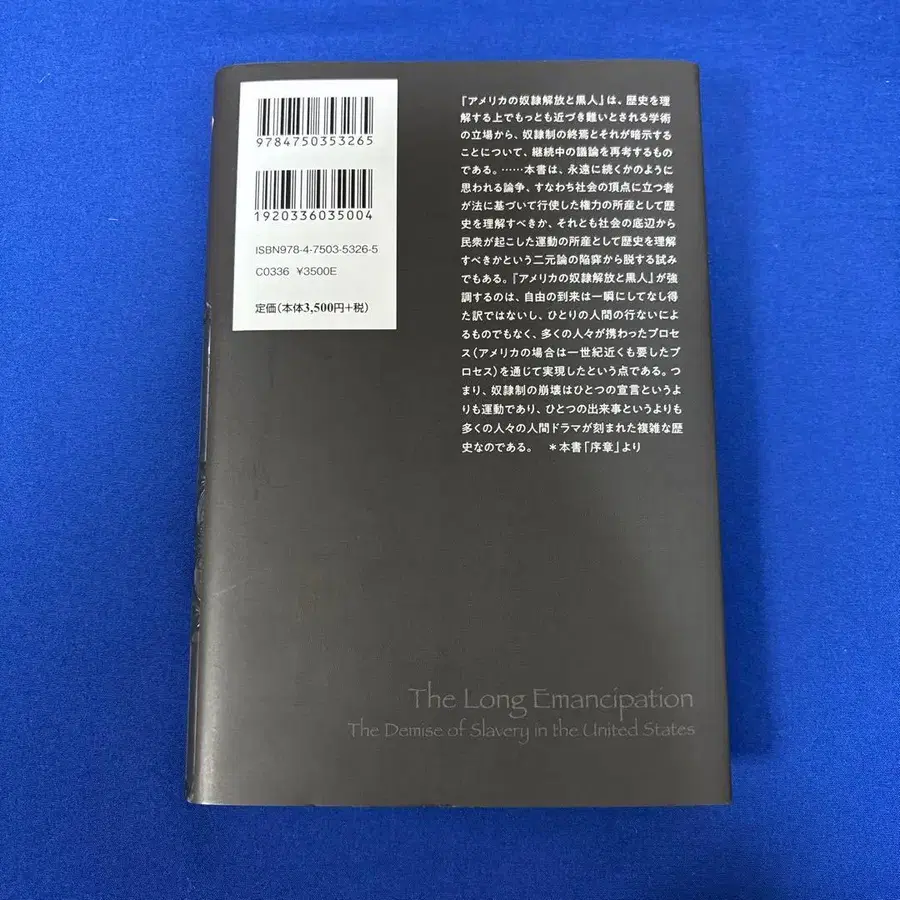 9784750353265
1920336035004
ISBN978-4-7503-5326-5
C0336 ¥3500E
定価(本体3,500円+税)
『アメリカの奴隷解放と黒人』は、歴史を理
解する上でもっとも近づき難いとされる学術
の立場から、奴隷制の終焉とそれが暗示する
ことについて、継続中の議論を再考するもの
である。……本書は、永遠に続くかのように
思われる論争、すなわち社会の頂点に立つ者
が法に基づいて行使した権力の所産として歴
史を理解すべきか、それとも社会の底辺から
民衆が起こした運動の所産として歴史を理解
すべきかという二元論の陥穽から脱する試み
でもある。『アメリカの奴隷解放と黒人』が強
調するのは、自由の到来は一瞬にしてなし得
た訳ではないし、ひとりの人間の行ないによ
るものでもなく、多くの人々が携わったプロセ
ス(アメリカの場合は一世紀近くも要したプ
ロセス)を通じて実現したという点である。つ
まり、奴隷制の崩壊はひとつの宣言というよ
りも運動であり、ひとつの出来事というよりも
多くの人々の人間ドラマが刻まれた複雑な歴
史なのである。 *本書「序章」より
The Long Emancipation
The Demise of Slavery in the United States